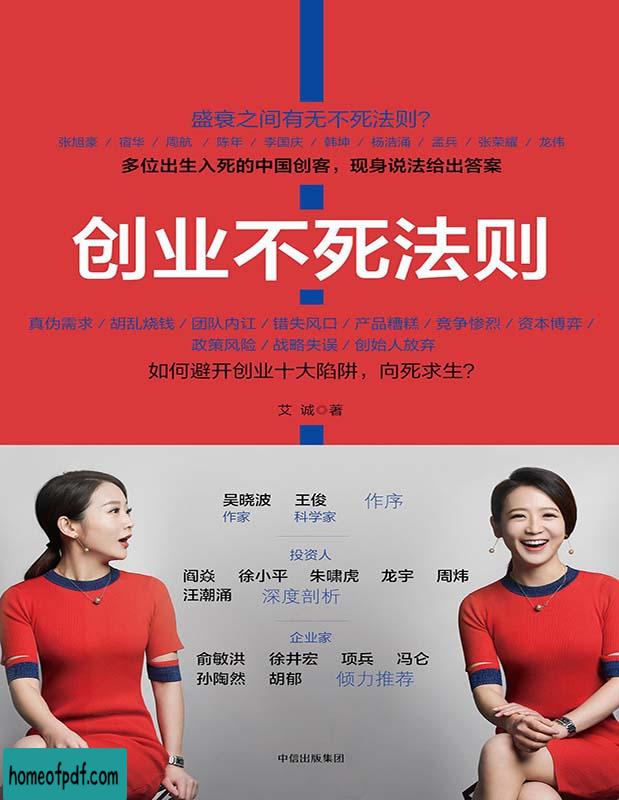 盛衰之间有无不死法则？
张旭豪 / 宿华 / 周航 / 陈年 / 李国庆 / 韩坤 / 杨浩涌 / 孟兵 / 张荣耀 / 龙伟
多位出生入死的中国创客，现身说法给出答案
创业不死法则
真伪需求 / 胡乱烧钱 / 团队内讧 / 错失风口 / 产品糟糕 / 竞争惨烈 / 资本博弈 /
政策风险 / 战略失误 / 创始人放弃
如何避开创业十大陷阱，向死求生？
艾 诚◎著
吴晓波 王俊 作序
作家 科学家
投资人
阎焱 徐小平 朱啸虎 龙宇 周炜
汪潮涌 深度剖析
企业家
俞敏洪 徐井宏 项兵 冯仑
孙陶然 胡郁 倾力推荐
中信出版集团
homeofpdf.com